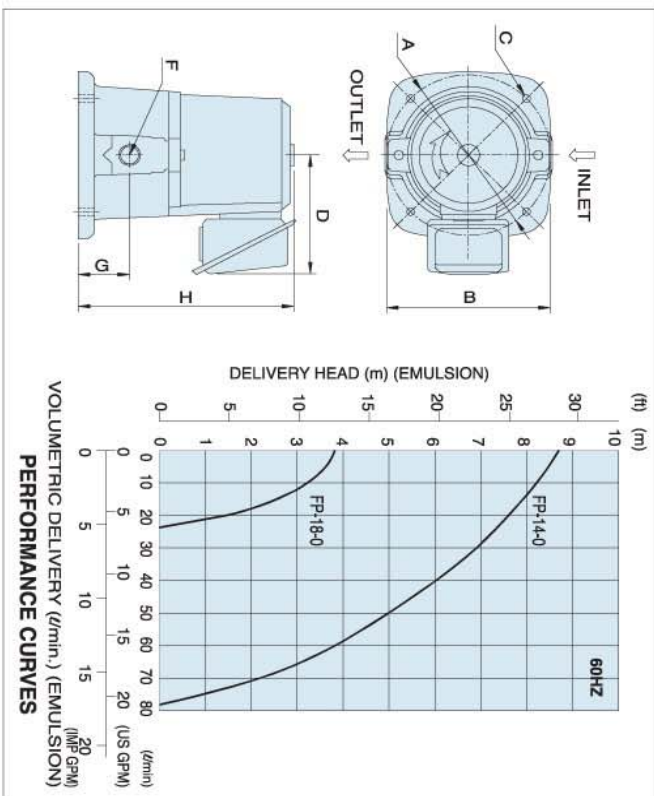 A
C
INLET
OUTLET
B
F
D
G
H
DELIVERY HEAD (m) (EMULSION)
(ft) (m)
30
25
20
15
10
5
0
10
9
8
7
6
5
4
3
2
1
0
60HZ
FP-14-0
FP-18-0
0 10 20 30 40 50 60 70 80 (ℓ/min)
0 5 10 15 20 (US GPM)
0 5 10 15 20 (IMP GPM)
VOLUMETRIC DELIVERY (ℓ/min.) (EMULSION)
PERFORMANCE CURVES